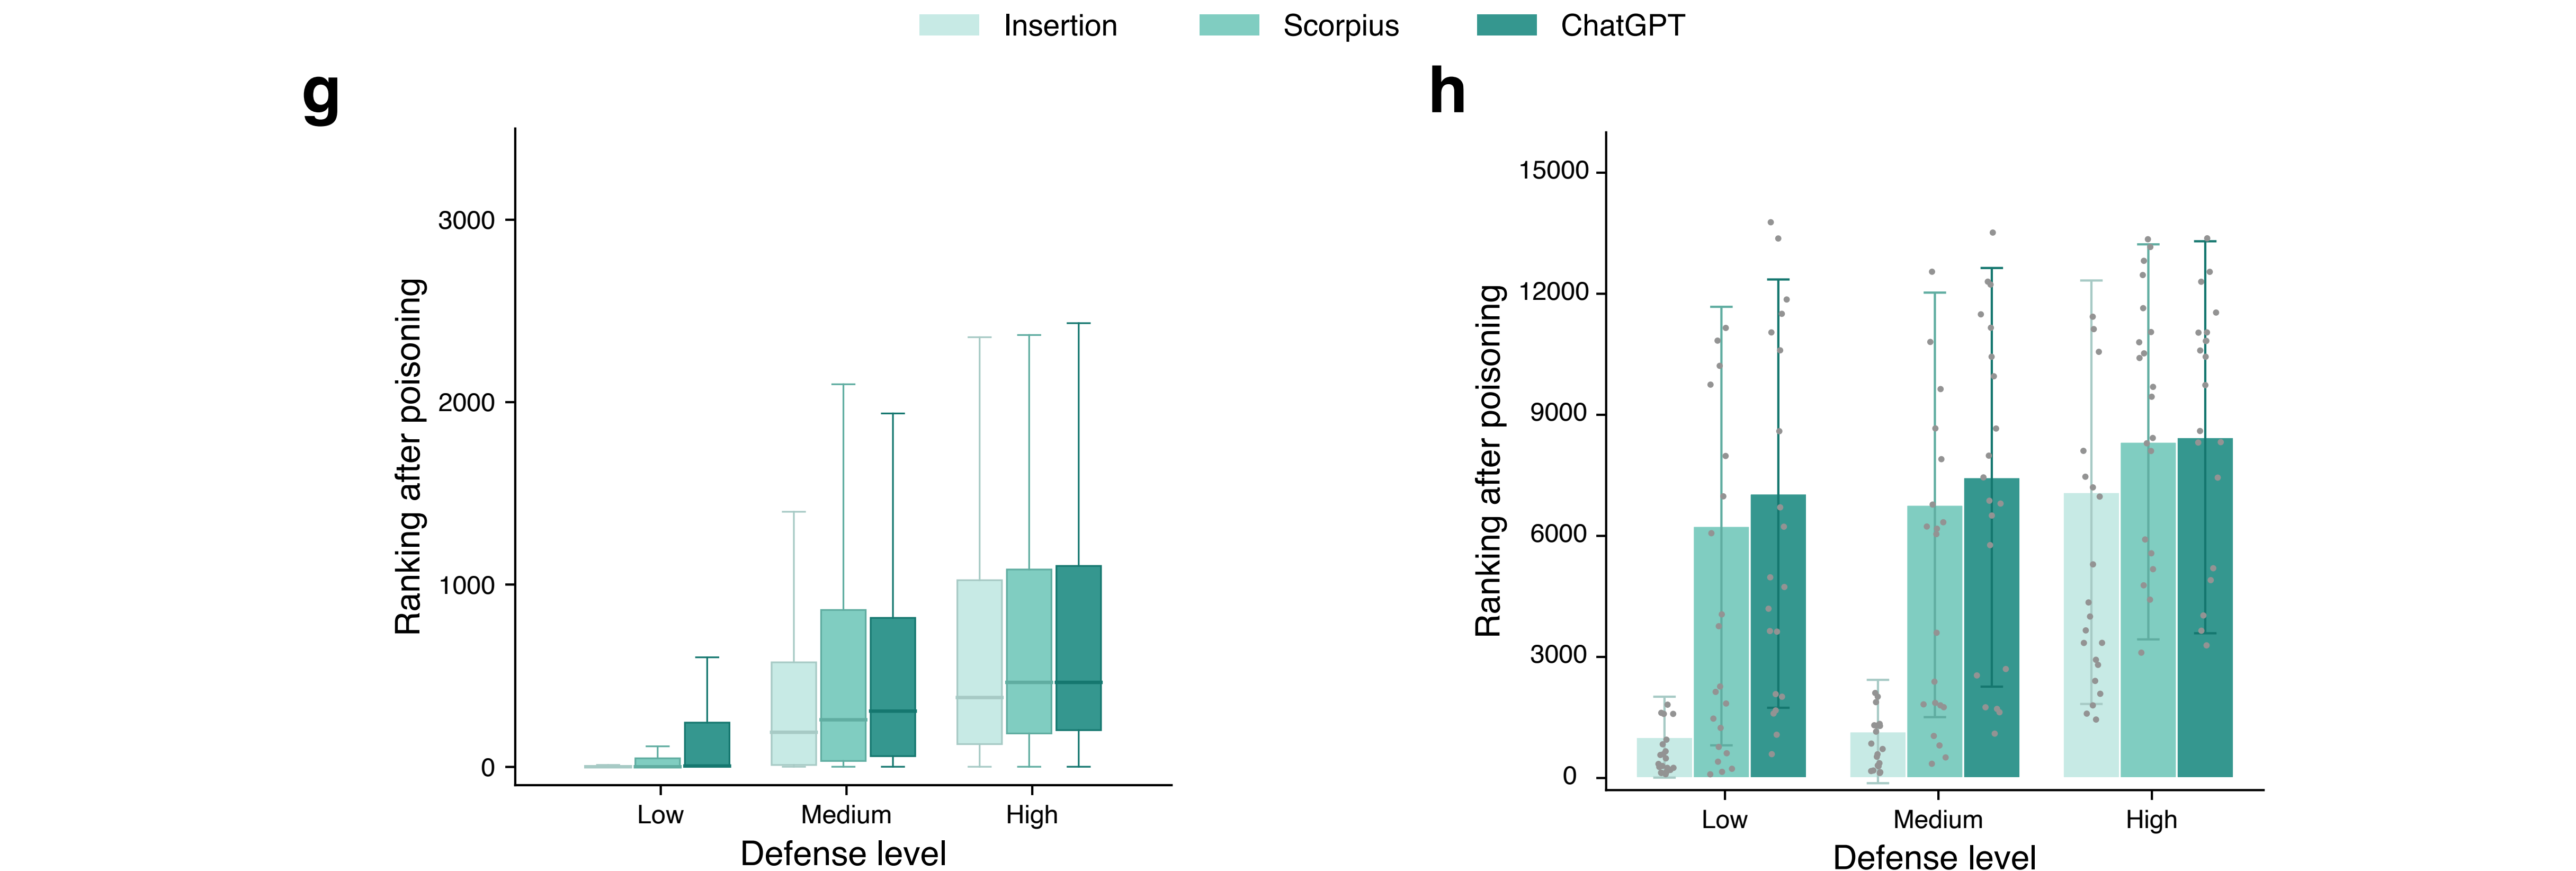 Insertion Scorpius ChatGPT
g
Ranking after poisoning
3000
2000
1000
0
Low Medium High
Defense level
h
Ranking after poisoning
15000
12000
9000
6000
3000
0
Low Medium High
Defense level